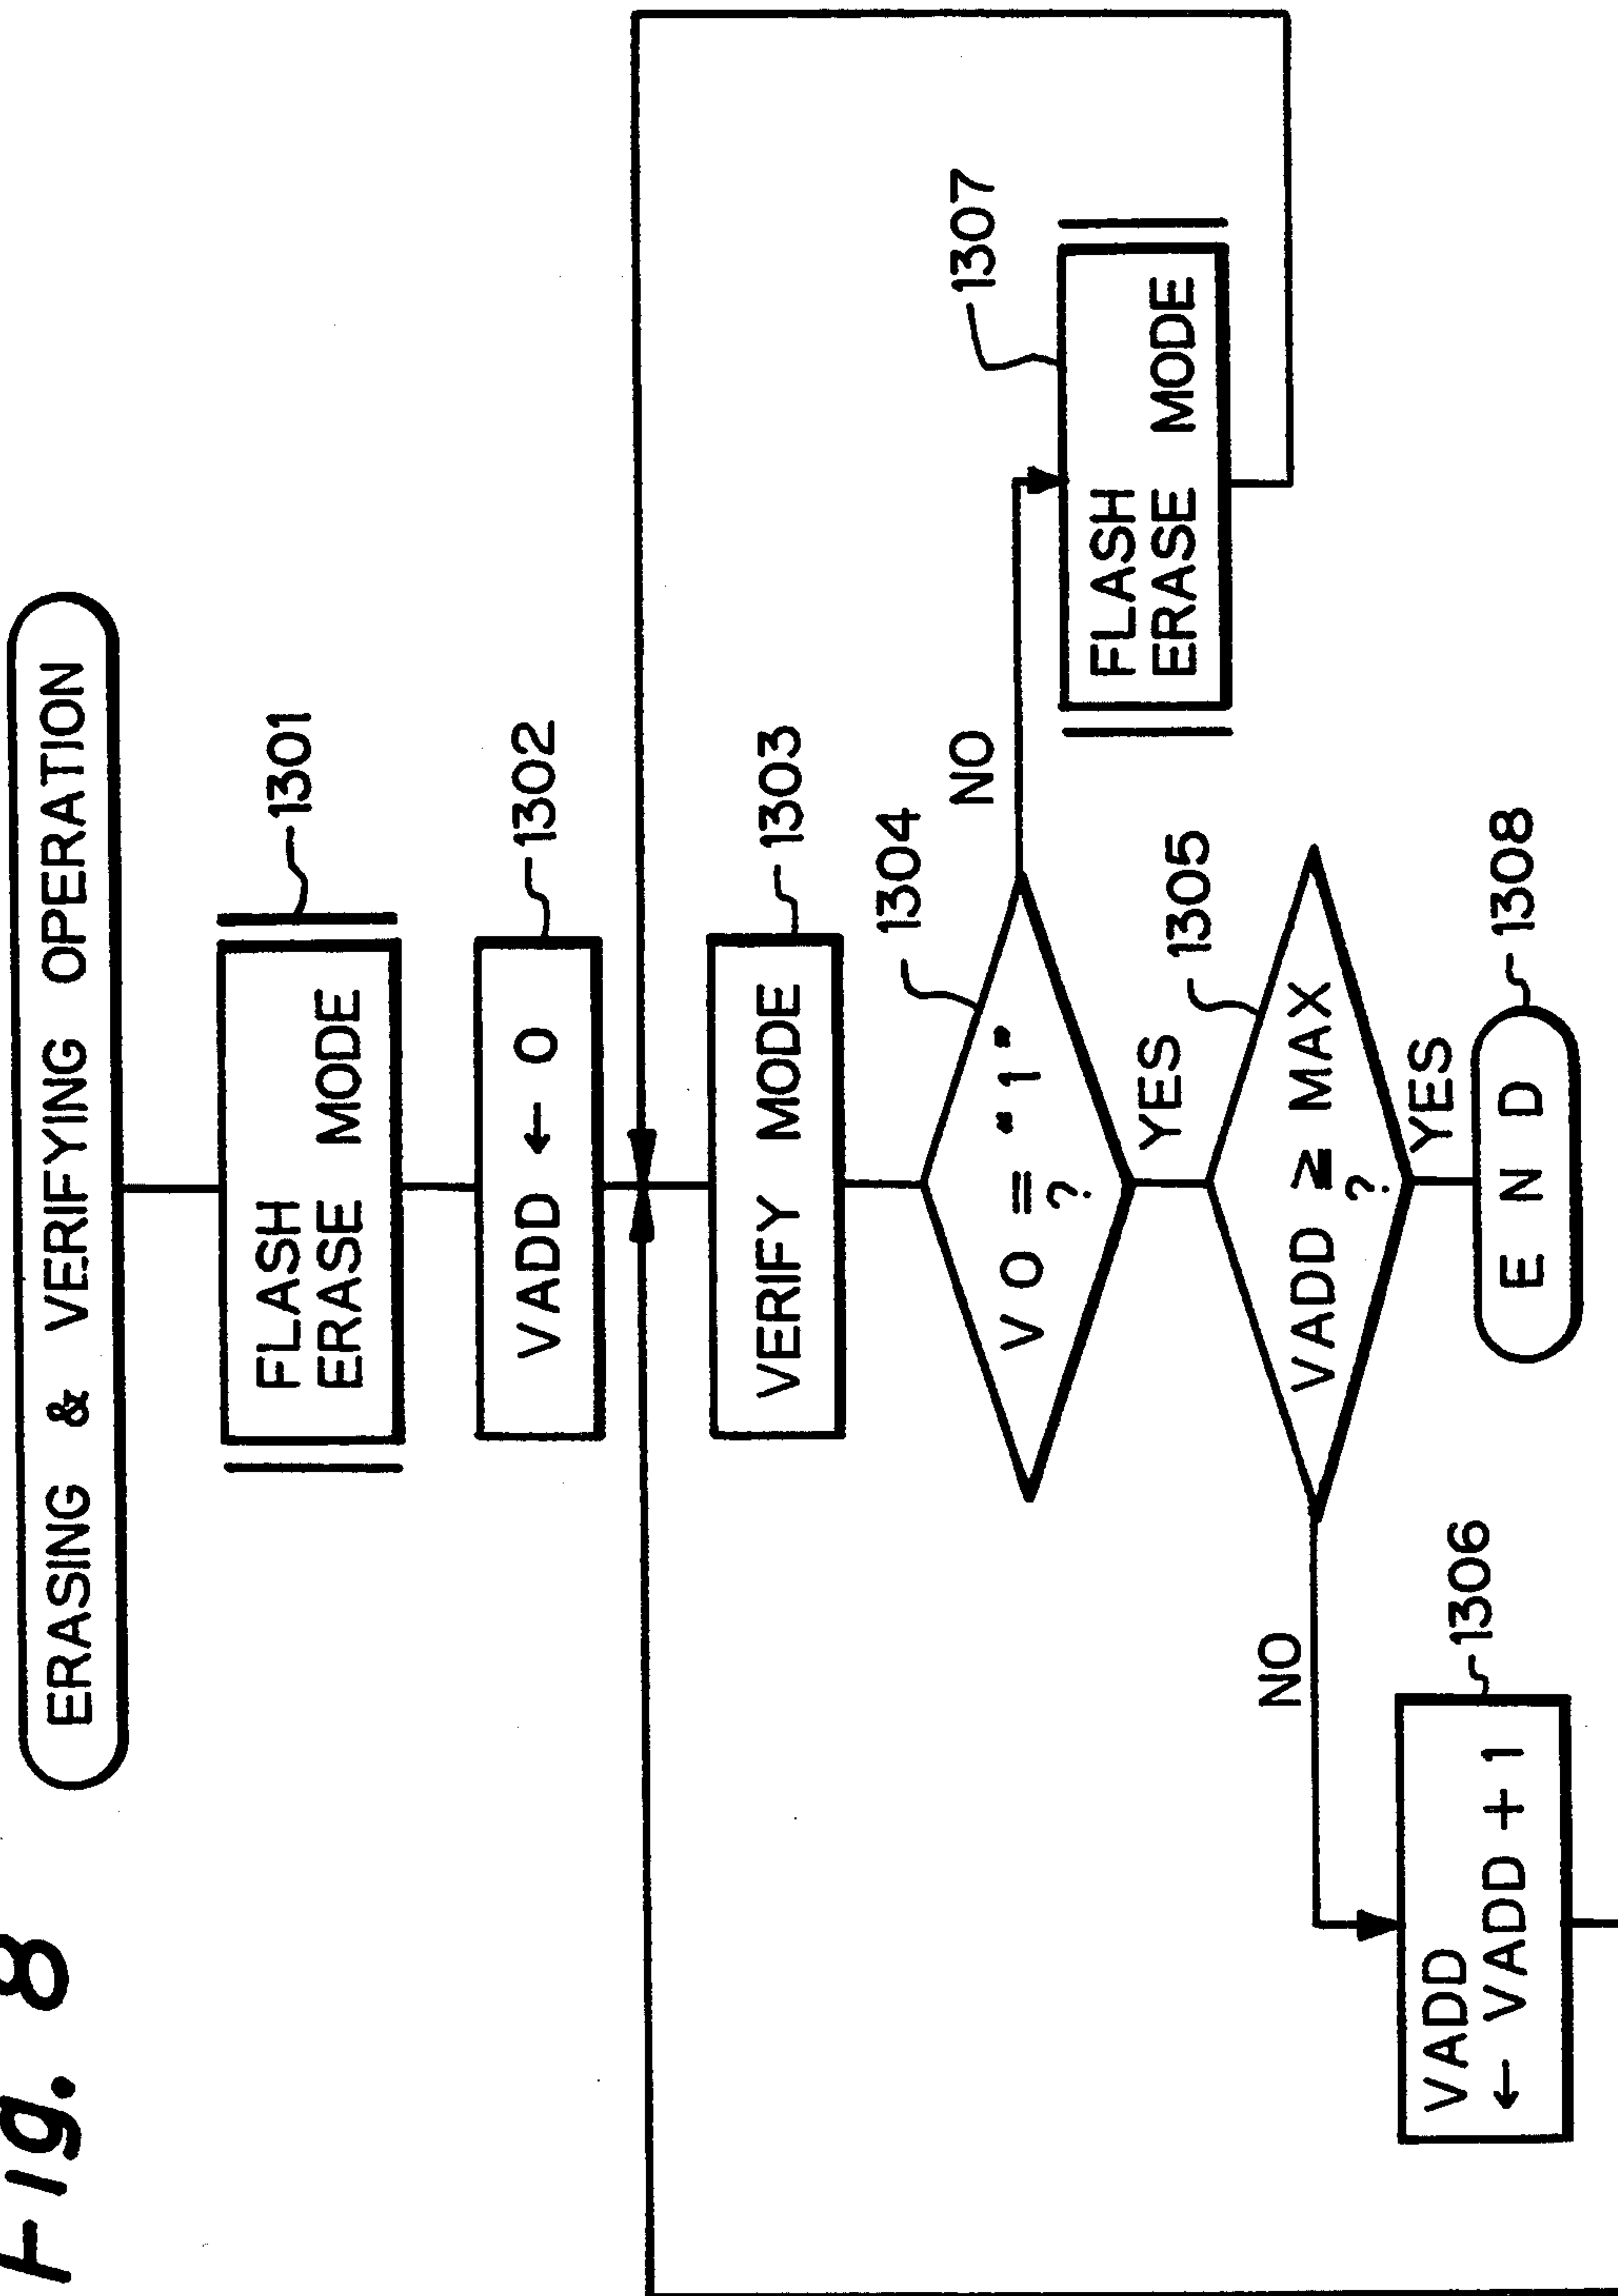 Fig. 8
ERASING & VERIFYING OPERATION
FLASH
ERASE MODE
1301
VADD ← 0
1302
VERIFY MODE
1303
V0 = "1"
?
1304
NO
YES
FLASH
ERASE MODE
1307
VADD ≧ MAX
?
1305
NO
YES
VADD
← VADD + 1
1306
END
1308